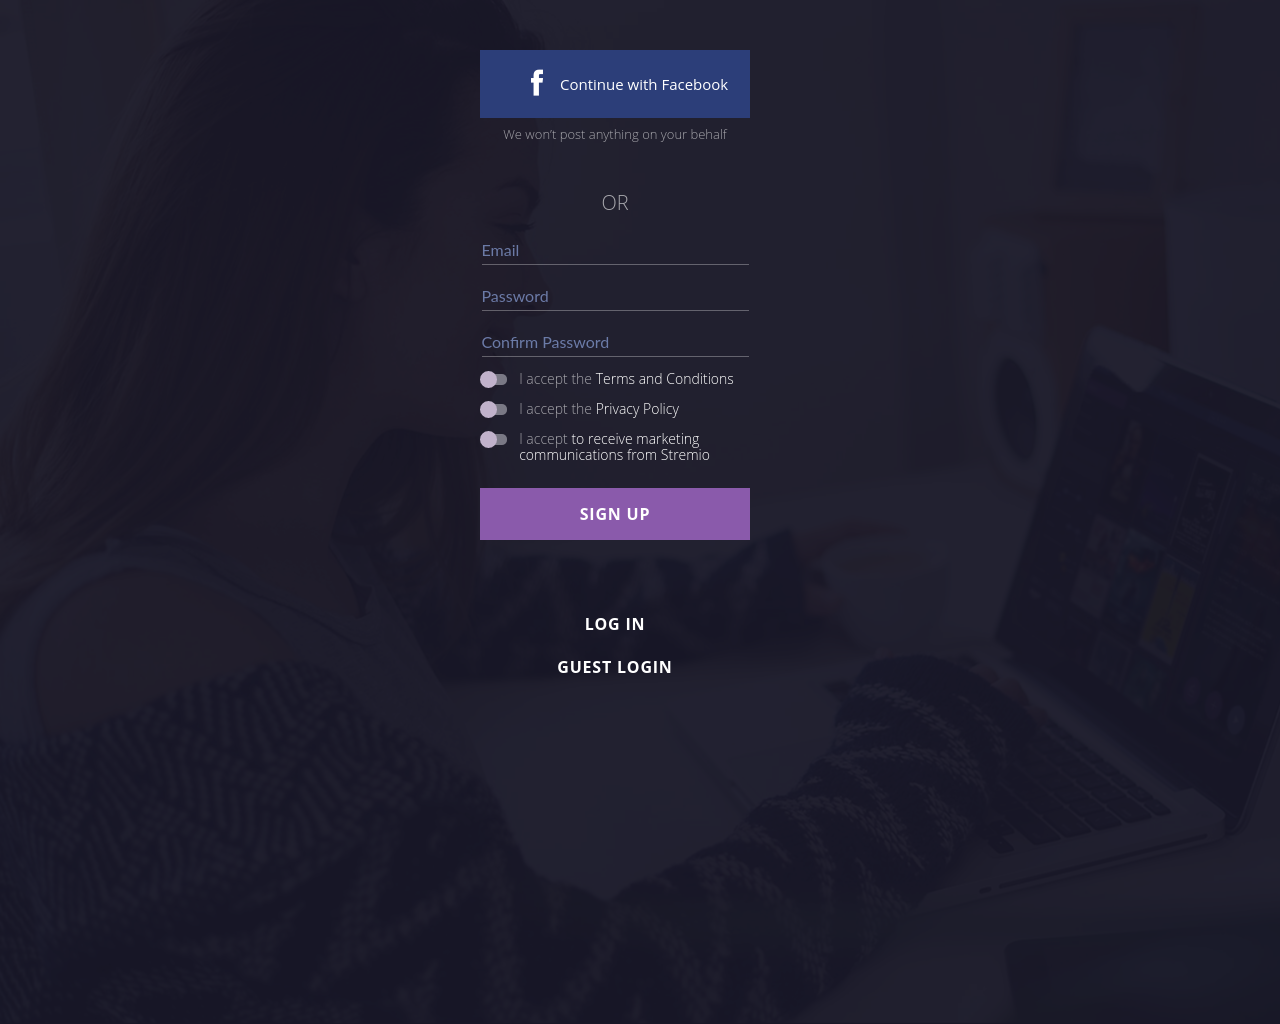 Continue with Facebook
We won't post anything on your behalf
OR
Email
Password
Confirm Password
I accept the Terms and Conditions
I accept the Privacy Policy
I accept to receive marketing
communications from Stremio
SIGN UP
LOG IN
GUEST LOGIN